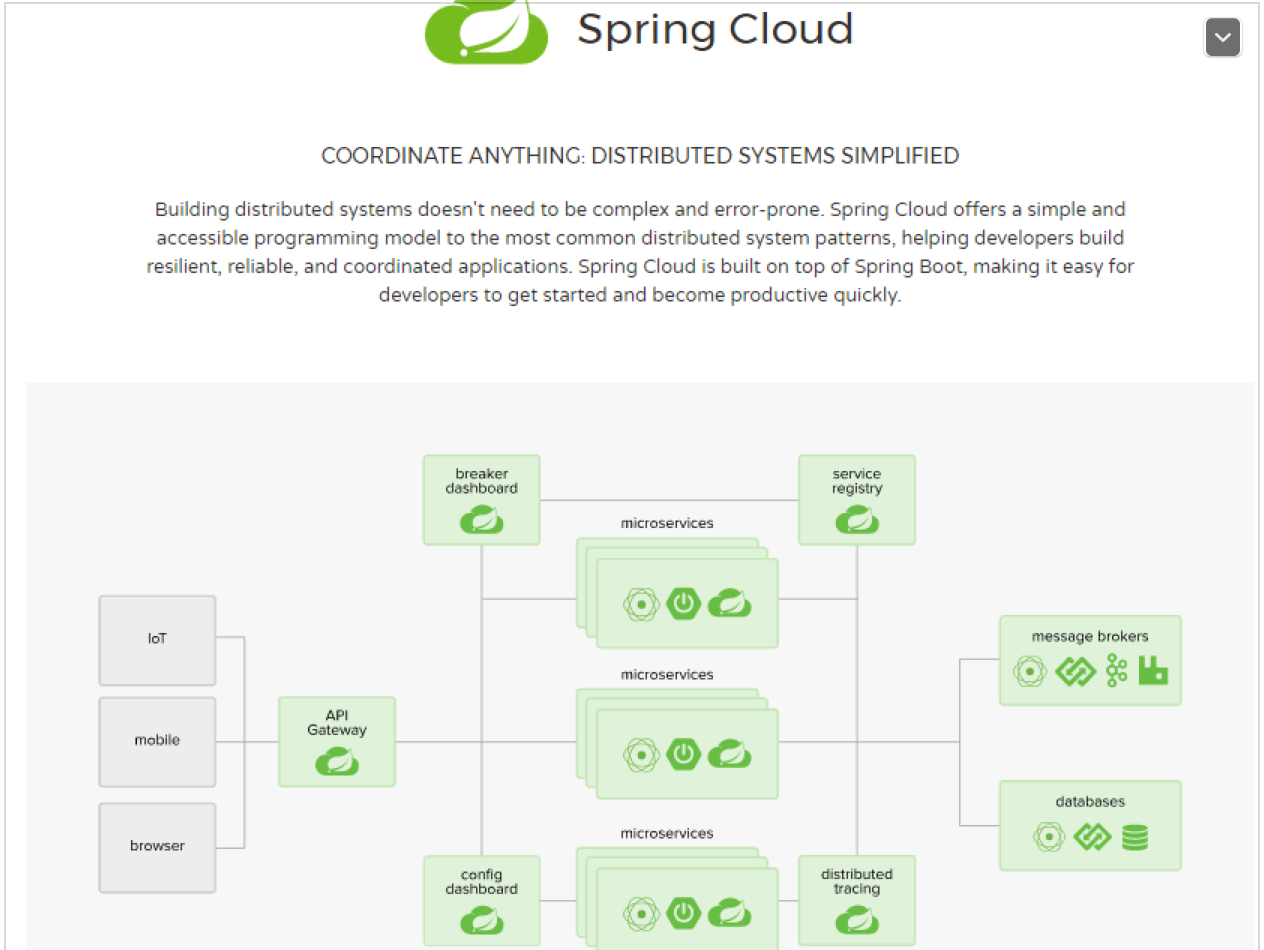 Spring Cloud
COORDINATE ANYTHING: DISTRIBUTED SYSTEMS SIMPLIFIED
Building distributed systems doesn't need to be complex and error-prone. Spring Cloud offers a simple and
accessible programming model to the most common distributed system patterns, helping developers build
resilient, reliable, and coordinated applications. Spring Cloud is built on top of Spring Boot, making it easy for
developers to get started and become productive quickly.
breaker
dashboard
service
registry
microservices
IoT
mobile
browser
API
Gateway
microservices
message brokers
databases
microservices
config
dashboard
distributed
tracing